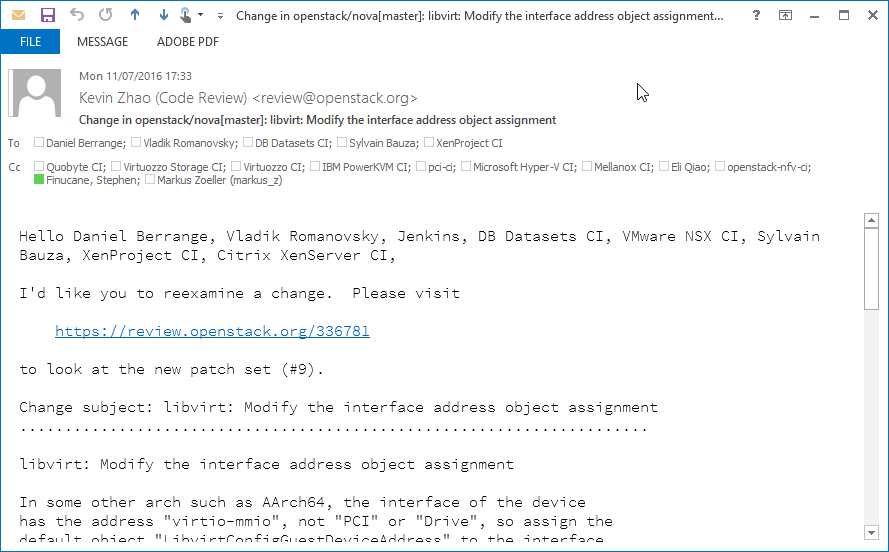 Change in openstack/nova[master]: libvirt: Modify the interface address object assignment...
?
FILE MESSAGE ADOBE PDF
Mon 11/07/2016 17:33
Kevin Zhao (Code Review) <review@openstack.org>
Change in openstack/nova[master]: libvirt: Modify the interface address object assignment
To Daniel Berrange; Vladik Romanovsky; DB Datasets CI; Sylvain Bauza; XenProject CI
Cc Quobyte CI; Virtuozzo Storage CI; Virtuozzo CI; IBM PowerKVM CI; pci-ci; Microsoft Hyper-V CI; Mellanox CI; Eli Qiao; openstack-nfv-ci;
Finucane, Stephen; Markus Zoeller (markus_z)
Hello Daniel Berrange, Vladik Romanovsky, Jenkins, DB Datasets CI, VMware NSX CI, Sylvain
Bauza, XenProject CI, Citrix XenServer CI,
I'd like you to reexamine a change.  Please visit
https://review.openstack.org/336781
to look at the new patch set (#9).
Change subject: libvirt: Modify the interface address object assignment
......................................................................
libvirt: Modify the interface address object assignment
In some other arch such as AArch64, the interface of the device
has the address "virtio-mmio", not "PCI" or "Drive", so assign the
default object "LibvirtConfigGuestDeviceAddress" to the interface